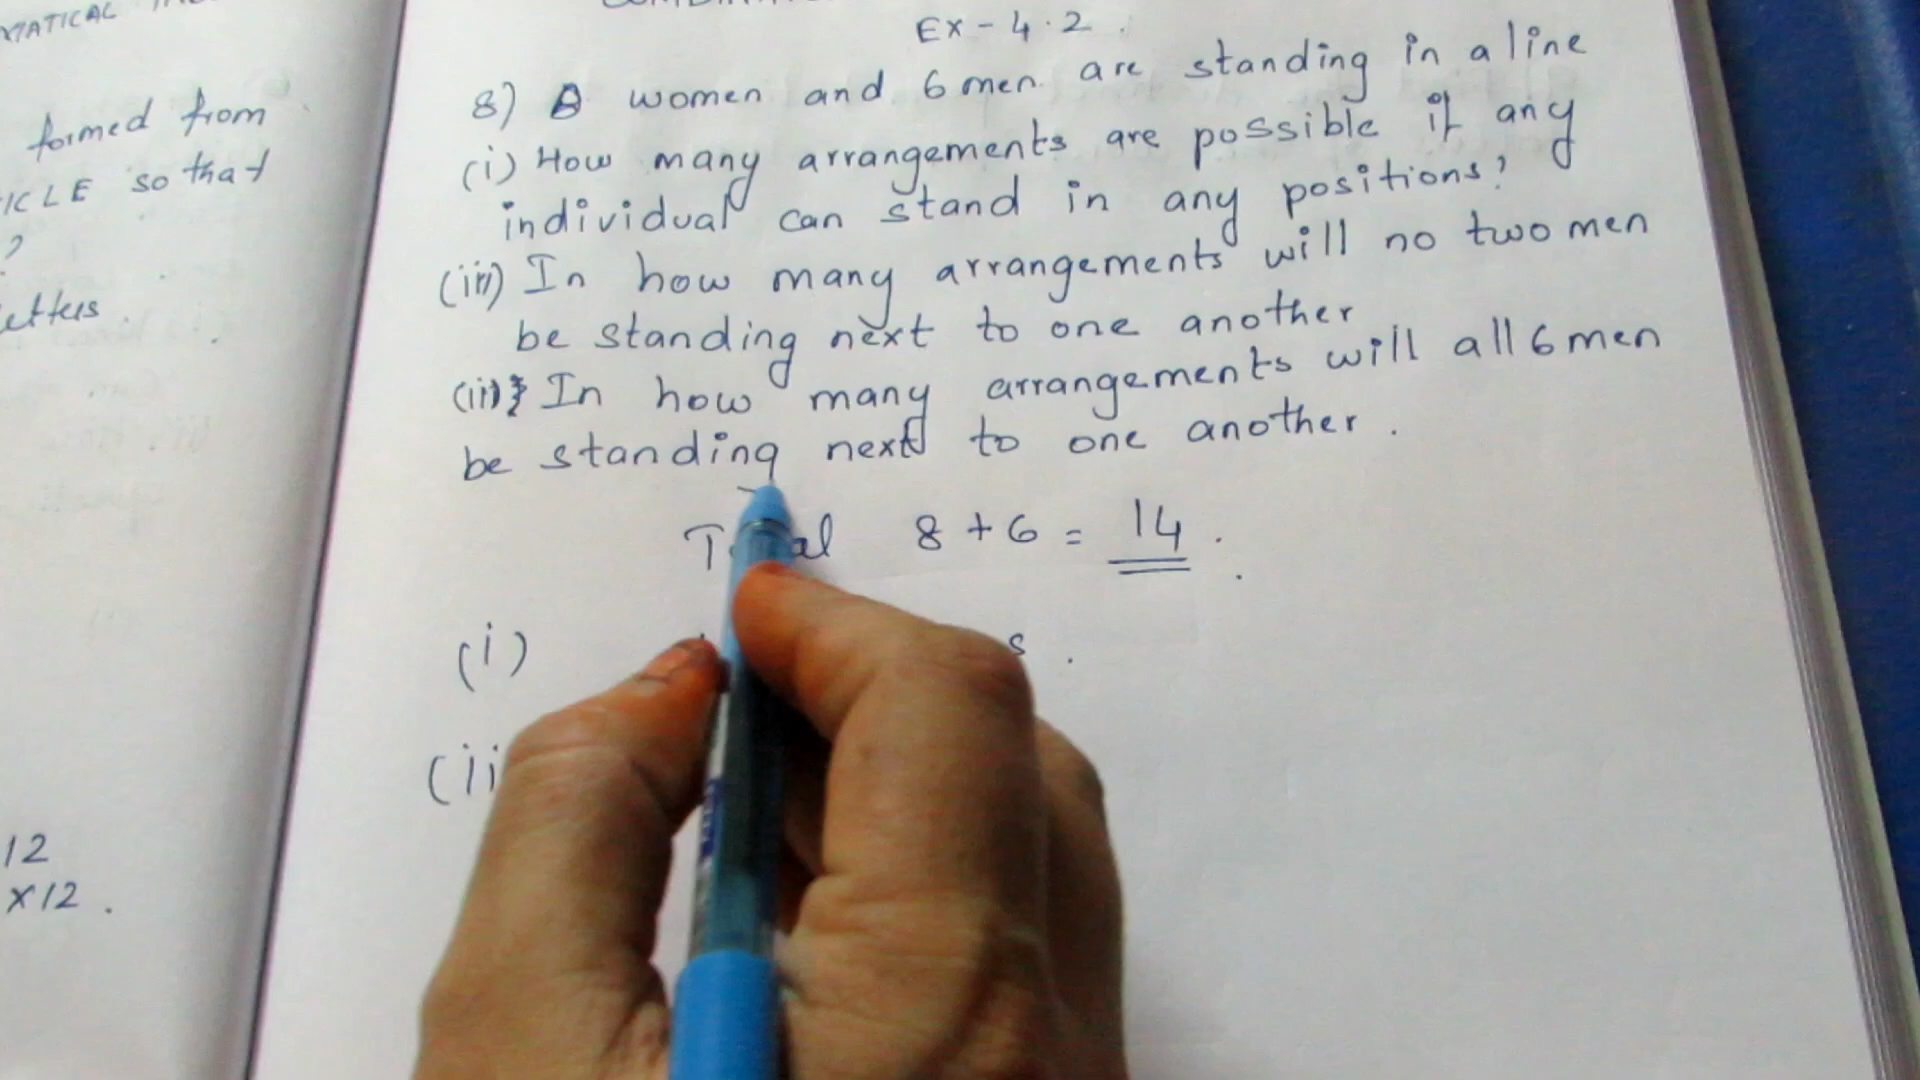 formed from
ICLE so that
?
12
x12 .
Ex - 4.2 .
8) 8 women and 6 men are standing in a line
(i) How many arrangements are possible if any
individual can stand in any positions?
(iii) In how many arrangements will no two men
be standing next to one another
(ii) In how many arrangements will all 6 men
be standing next to one another .
8 + 6 = 14 .
(i)
(ii